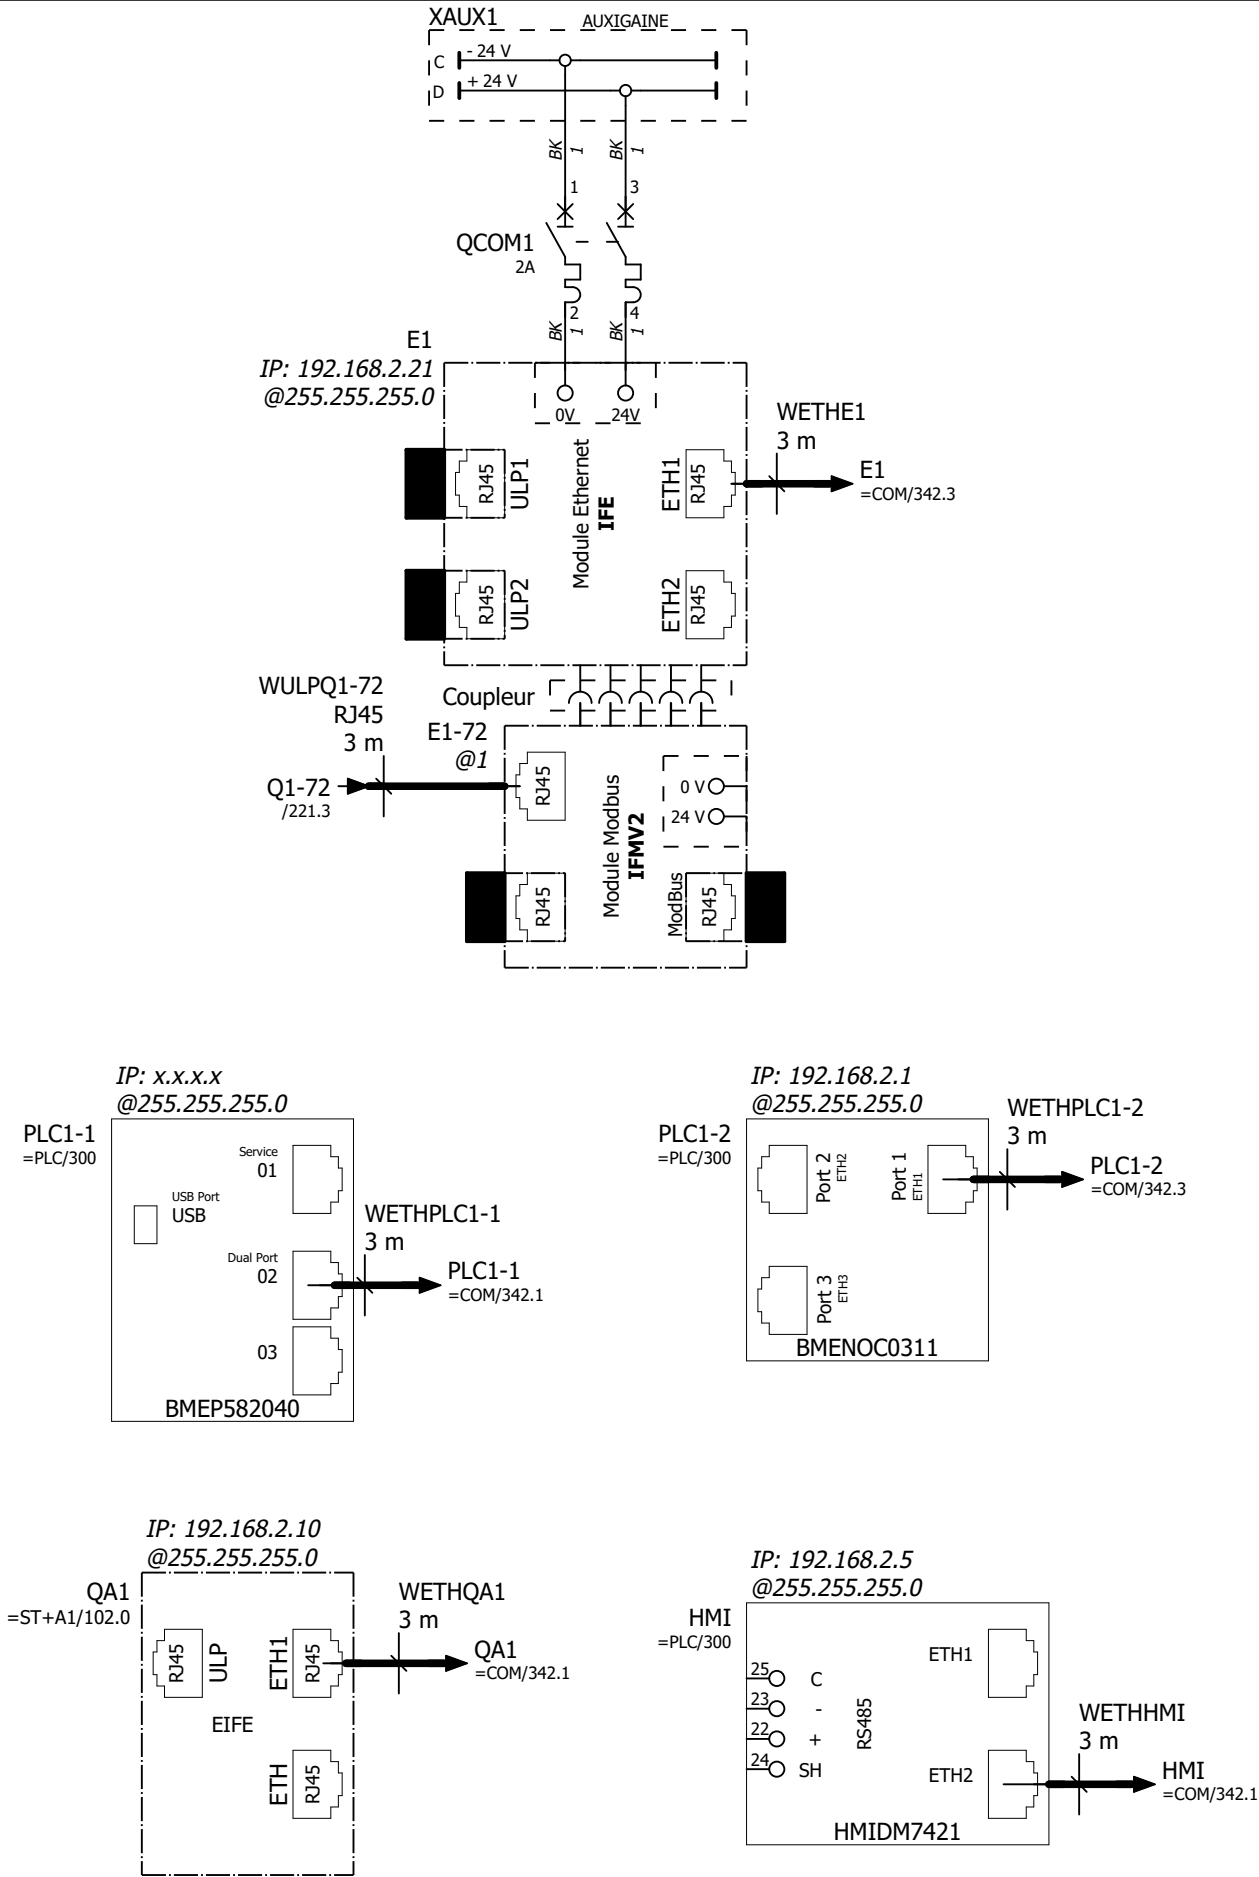 XAUX1
AUXIGAINE
C
- 24 V
D
+ 24 V
BK
1
BK
1
1
3
QCOM1
2A
2
4
BK
1
BK
1
E1
IP: 192.168.2.21
@255.255.255.0
0V
24V
WETHE1
3 m
E1
=COM/342.3
RJ45
ULP1
Module Ethernet
IFE
ETH1
RJ45
RJ45
ULP2
ETH2
RJ45
WULPQ1-72
RJ45
3 m
Coupleur
E1-72
@1
Q1-72
/221.3
RJ45
Module Modbus
IFMV2
0 V
24 V
RJ45
ModBus
RJ45
IP: x.x.x.x
@255.255.255.0
PLC1-1
=PLC/300
Service
01
USB Port
USB
Dual Port
02
03
BMEP582040
WETHPLC1-1
3 m
PLC1-1
=COM/342.1
IP: 192.168.2.1
@255.255.255.0
PLC1-2
=PLC/300
Port 2
ETH2
Port 1
ETH1
Port 3
ETH3
BMENOC0311
WETHPLC1-2
3 m
PLC1-2
=COM/342.3
IP: 192.168.2.10
@255.255.255.0
QA1
=ST+A1/102.0
RJ45
ULP
ETH1
RJ45
EIFE
ETH
RJ45
WETHQA1
3 m
QA1
=COM/342.1
IP: 192.168.2.5
@255.255.255.0
HMI
=PLC/300
25
C
23
-
22
+
24
SH
RS485
ETH1
ETH2
HMIDM7421
WETHHMI
3 m
HMI
=COM/342.1